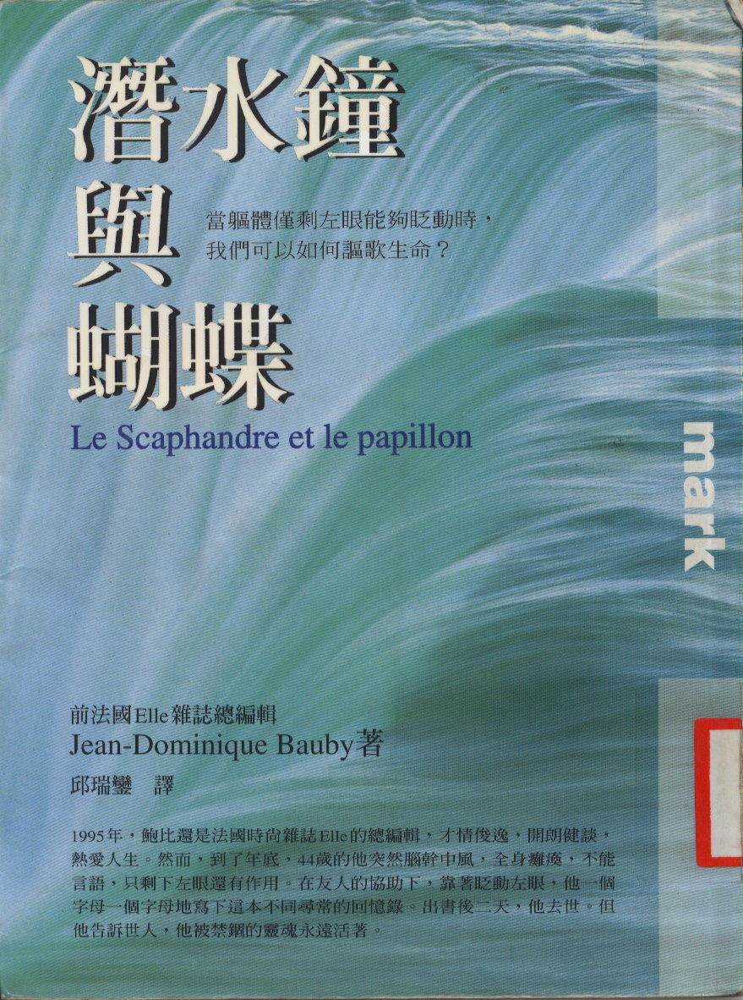 潛水鐘
與
蝴蝶
當軀體僅剩左眼能夠眨動時，
我們可以如何謳歌生命？
Le Scaphandre et le papillon
mark
前法國Elle雜誌總編輯
Jean-Dominique Bauby著
邱瑞鑾 譯
1995年，鮑比還是法國時尚雜誌Elle的總編輯，才情俊逸，開朗健談，
熱愛人生。然而，到了年底，44歲的他突然腦幹中風，全身癱瘓，不能
言語，只剩下左眼還有作用。在友人的協助下，靠著眨動左眼，他一個
字母一個字母地寫下這本不同尋常的回憶錄。出書後二天，他去世。但
他告訴世人，他被禁錮的靈魂永遠活著。